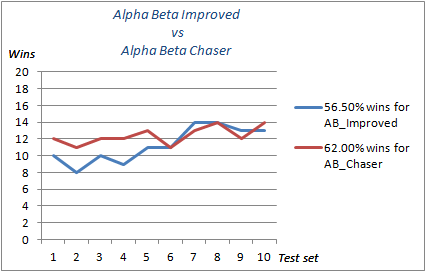 Alpha Beta Improved
vs
Alpha Beta Chaser
Wins
20
18
16
14
12
10
8
6
4
2
0
1 2 3 4 5 6 7 8 9 10
Test set
56.50% wins for
AB_Improved
62.00% wins for
AB_Chaser